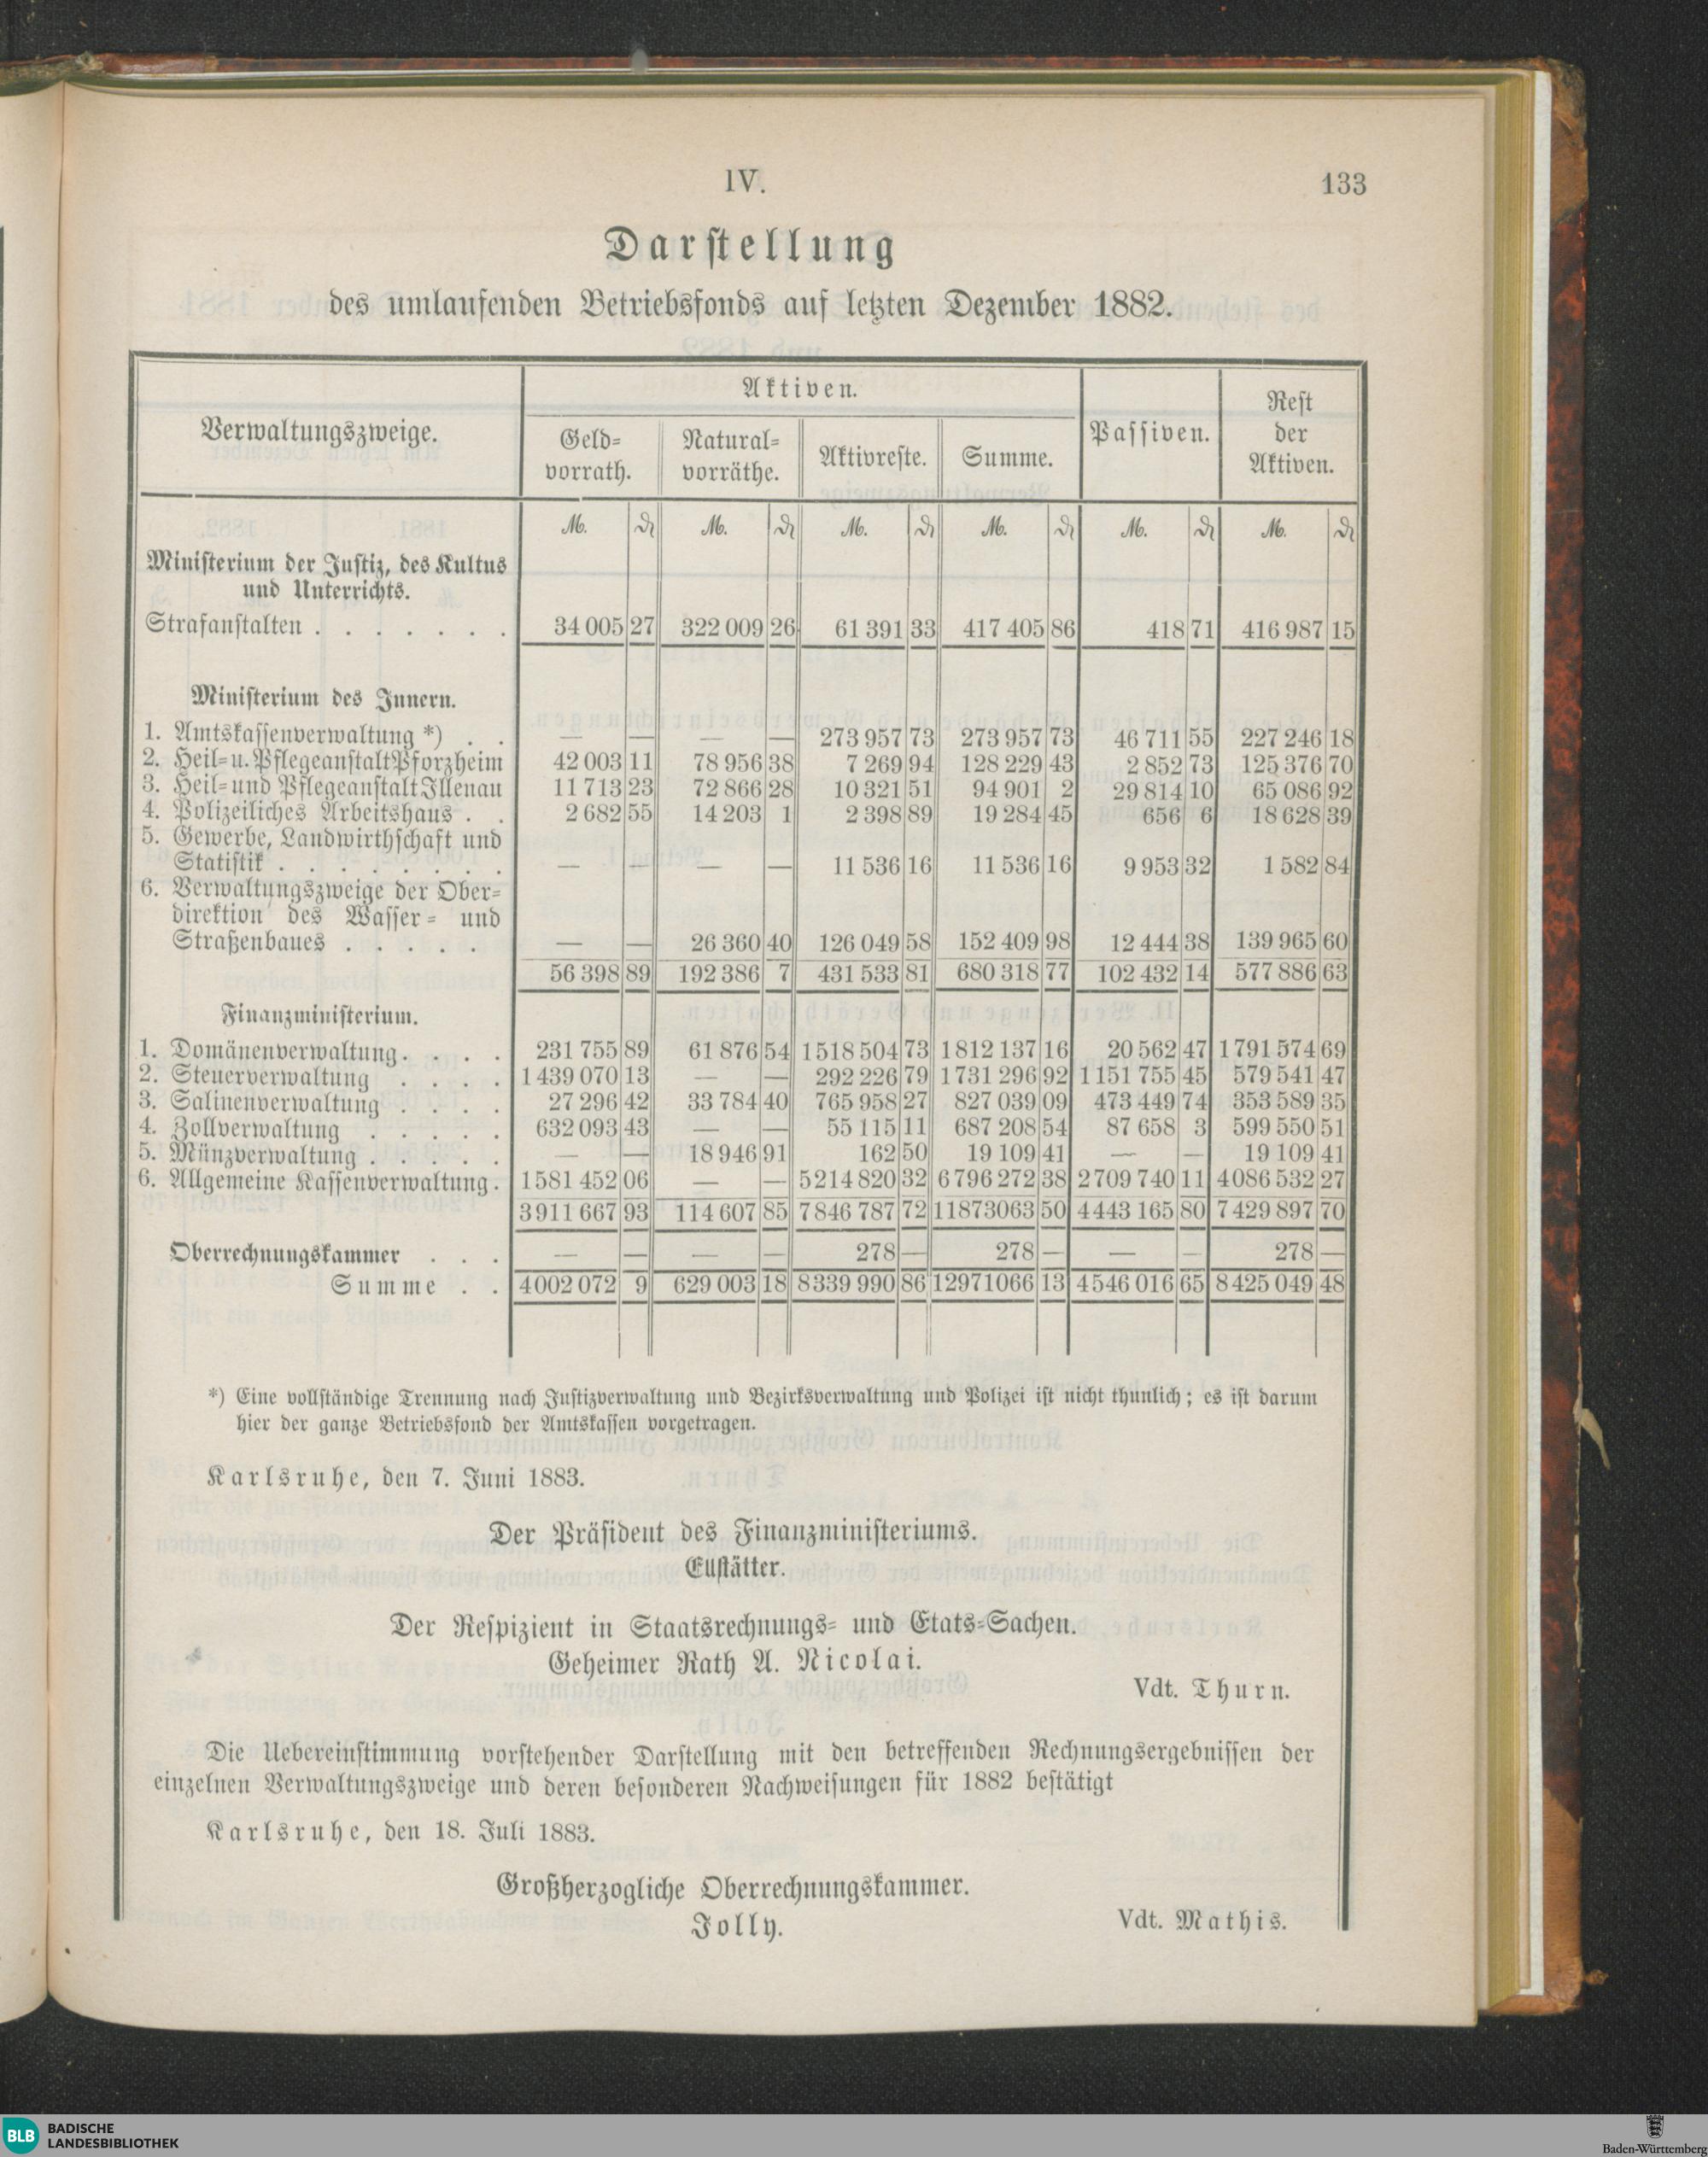 IV.
133
Darstellung
des umlaufenden Betriebsfonds auf letzten Dezember 1882.
Verwaltungszweige.
Aktiven.
Passiven.
Rest
der
Aktiven.
Geld-
vorrath.
Natural-
vorräthe.
Aktivreste.
Summe.
M. ₰ M. ₰ M. ₰ M. ₰ M. ₰ M. ₰
Ministerium der Justiz, des Kultus
und Unterrichts.
Strafanstalten . . . . . . . 34 005 27 322 009 26 61 391 33 417 405 86 418 71 416 987 15
Ministerium des Innern.
1. Amtskassenverwaltung *) . . — — — — 273 957 73 273 957 73 46 711 55 227 246 18
2. Heil- u. Pflegeanstalt Pforzheim 42 003 11 78 956 38 7 269 94 128 229 43 2 852 73 125 376 70
3. Heil- und Pflegeanstalt Illenau 11 713 23 72 866 28 10 321 51 94 901 2 29 814 10 65 086 92
4. Polizeiliches Arbeitshaus . . 2 682 55 14 203 1 2 398 89 19 284 45 656 6 18 628 39
5. Gewerbe, Landwirthschaft und
Statistik . . . . . . . . — — — — 11 536 16 11 536 16 9 953 32 1 582 84
6. Verwaltungszweige der Ober-
direktion des Wasser- und
Straßenbaues . . . . . — — 26 360 40 126 049 58 152 409 98 12 444 38 139 965 60
56 398 89 192 386 7 431 533 81 680 318 77 102 432 14 577 886 63
Finanzministerium.
1. Domänenverwaltung . . . . 231 755 89 61 876 54 1 518 504 73 1 812 137 16 20 562 47 1 791 574 69
2. Steuerverwaltung . . . . 1 439 070 13 — — 292 226 79 1 731 296 92 1 151 755 45 579 541 47
3. Salinenverwaltung . . . . 27 296 42 33 784 40 765 958 27 827 039 09 473 449 74 353 589 35
4. Zollverwaltung . . . . . 632 093 43 — — 55 115 11 687 208 54 87 658 3 599 550 51
5. Münzverwaltung . . . . . — — 18 946 91 162 50 19 109 41 — — 19 109 41
6. Allgemeine Kassenverwaltung . 1 581 452 06 — — 5 214 820 32 6 796 272 38 2 709 740 11 4 086 532 27
3 911 667 93 114 607 85 7 846 787 72 11873063 50 4 443 165 80 7 429 897 70
Oberrechnungskammer . . . — — — — 278 — 278 — — — 278 —
Summe . . 4 002 072 9 629 003 18 8 339 990 86 12971066 13 4 546 016 65 8 425 049 48
*) Eine vollständige Trennung nach Justizverwaltung und Bezirksverwaltung und Polizei ist nicht thunlich; es ist darum
hier der ganze Betriebsfond der Amtskassen vorgetragen.
Karlsruhe, den 7. Juni 1883.
Der Präsident des Finanzministeriums.
Ellstätter.
Der Respizient in Staatsrechnungs- und Etats-Sachen.
Geheimer Rath A. Nicolai.
Vdt. Thurn.
Die Uebereinstimmung vorstehender Darstellung mit den betreffenden Rechnungsergebnissen der
einzelnen Verwaltungszweige und deren besonderen Nachweisungen für 1882 bestätigt
Karlsruhe, den 18. Juli 1883.
Großherzogliche Oberrechnungskammer.
Jolly.
Vdt. Mathis.
BLB BADISCHE
LANDESBIBLIOTHEK
Baden-Württemberg